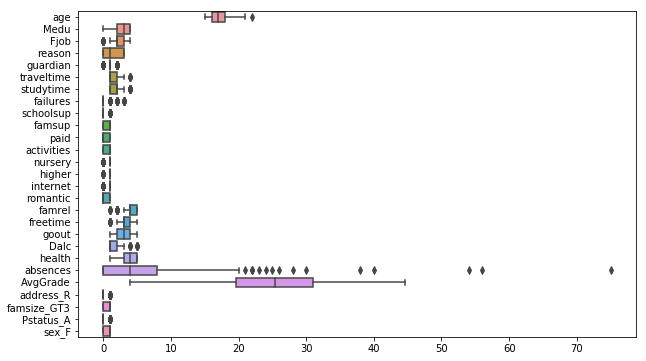 age
Medu
Fjob
reason
guardian
traveltime
studytime
failures
schoolsup
famsup
paid
activities
nursery
higher
internet
romantic
famrel
freetime
goout
Dalc
health
absences
AvgGrade
address_R
famsize_GT3
Pstatus_A
sex_F
0 10 20 30 40 50 60 70